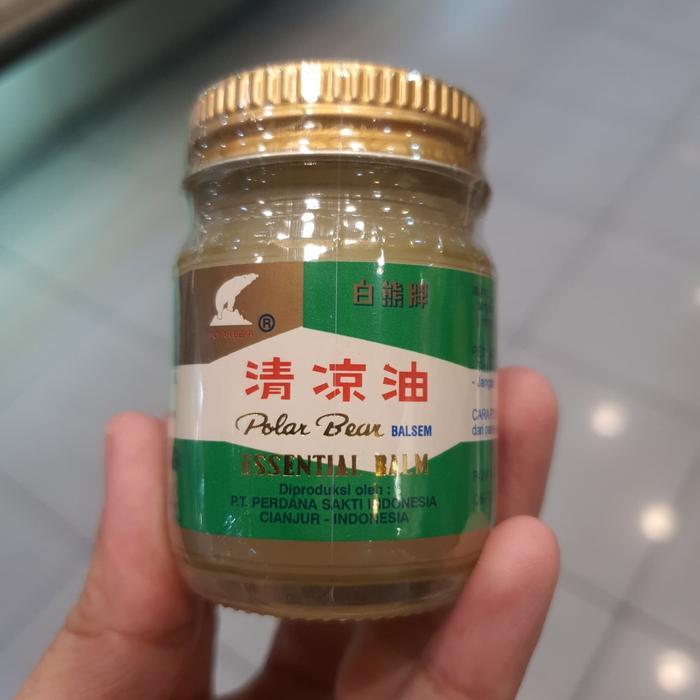 白熊牌
®
清凉油
Polar Bear BALSEM
ESSENTIAL BALM
Diproduksi oleh :
P.T. PERDANA SAKTI INDONESIA
CIANJUR - INDONESIA